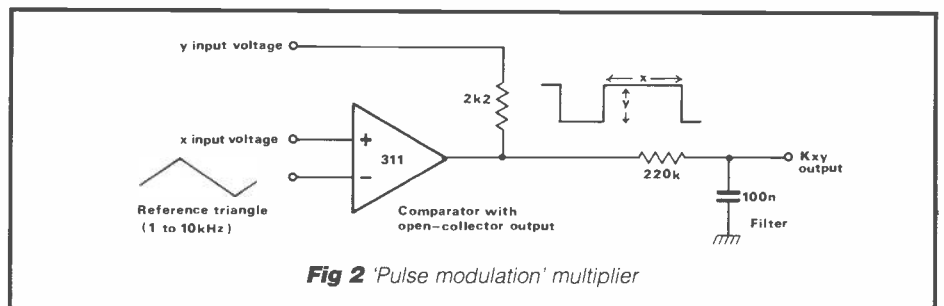 y input voltage
2k2
x
y
x input voltage
+
311
−
Kxy
output
220k
100n
Reference triangle
(1 to 10kHz)
Comparator with
open-collector output
Filter
Fig 2 'Pulse modulation' multiplier